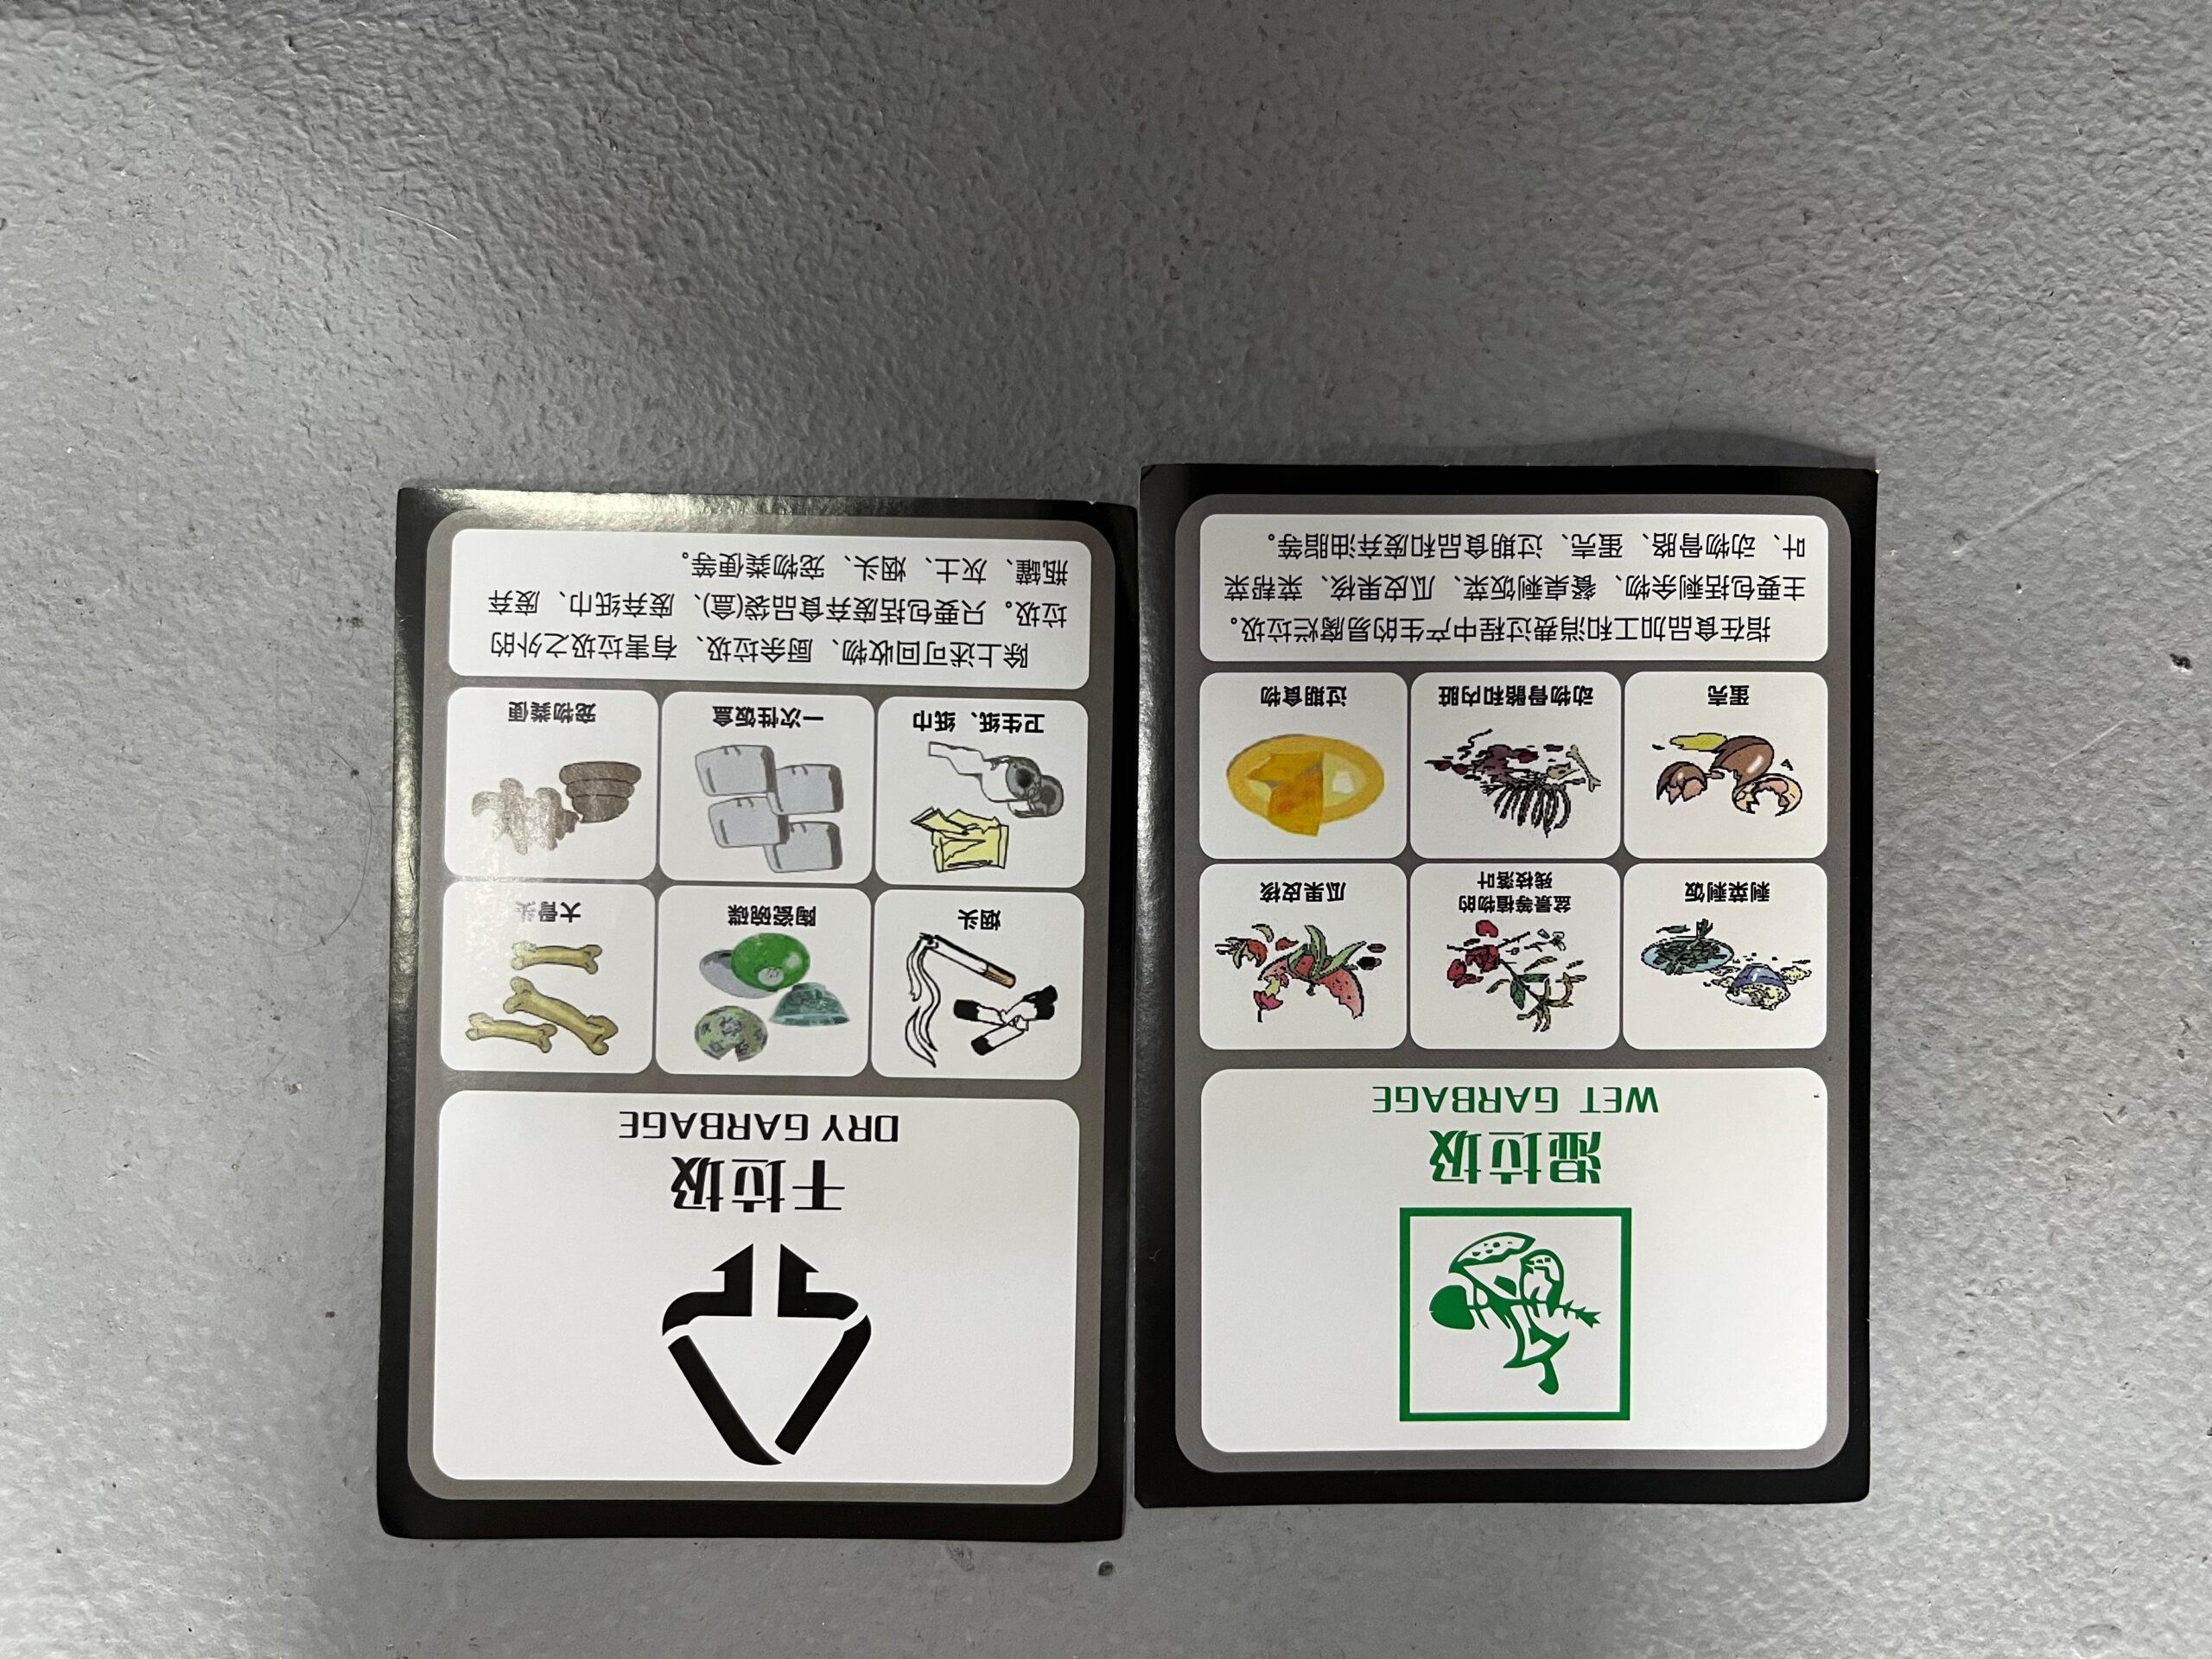 湿垃圾
WET GARBAGE
剩菜剩饭
盆景等植物的
残枝落叶
瓜果皮核
蛋壳
动物骨骼和内脏
过期食物
指在食品加工和消费过程中产生的易腐烂垃圾。
主要包括剩余物、餐桌剩饭菜、瓜皮果核、菜帮菜
叶、动物骨骼、蛋壳、过期食品和废弃油脂等。
干垃圾
DRY GARBAGE
烟头
陶瓷碗碟
大骨头
卫生纸、纸巾
一次性饭盒
宠物粪便
除上述可回收物、厨余垃圾、有害垃圾之外的
垃圾。只要包括废弃食品袋(盒)、废弃纸巾、废弃
瓶罐、灰土、烟头、宠物粪便等。